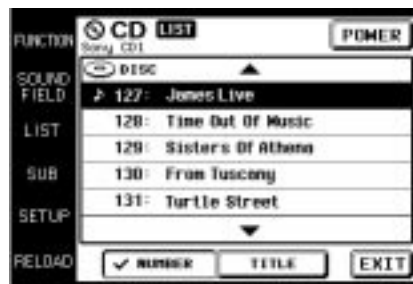 FUNCTION
SOUND FIELD
LIST
SUB
SETUP
RELOAD
CD LIST
Sony CD1
POWER
DISC
127: Jones Live
128: Time Out Of Music
129: Sisters Of Athena
130: From Tuscany
131: Turtle Street
NUMBER
TITLE
EXIT